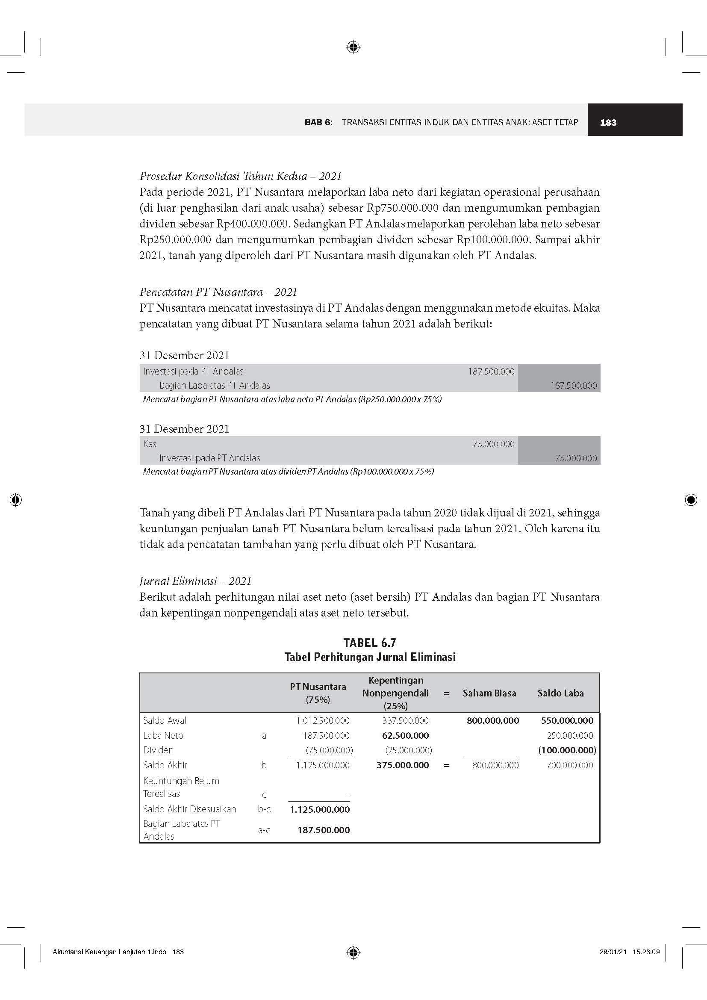 BAB 6: TRANSAKSI ENTITAS INDUK DAN ENTITAS ANAK: ASET TETAP 183
Prosedur Konsolidasi Tahun Kedua – 2021
Pada periode 2021, PT Nusantara melaporkan laba neto dari kegiatan operasional perusahaan
(di luar penghasilan dari anak usaha) sebesar Rp750.000.000 dan mengumumkan pembagian
dividen sebesar Rp400.000.000. Sedangkan PT Andalas melaporkan perolehan laba neto sebesar
Rp250.000.000 dan mengumumkan pembagian dividen sebesar Rp100.000.000. Sampai akhir
2021, tanah yang diperoleh dari PT Nusantara masih digunakan oleh PT Andalas.
Pencatatan PT Nusantara – 2021
PT Nusantara mencatat investasinya di PT Andalas dengan menggunakan metode ekuitas. Maka
pencatatan yang dibuat PT Nusantara selama tahun 2021 adalah berikut:
31 Desember 2021
Investasi pada PT Andalas 187.500.000
Bagian Laba atas PT Andalas 187.500.000
Mencatat bagian PT Nusantara atas laba neto PT Andalas (Rp250.000.000 x 75%)
31 Desember 2021
Kas 75.000.000
Investasi pada PT Andalas 75.000.000
Mencatat bagian PT Nusantara atas dividen PT Andalas (Rp100.000.000 x 75%)
Tanah yang dibeli PT Andalas dari PT Nusantara pada tahun 2020 tidak dijual di 2021, sehingga
keuntungan penjualan tanah PT Nusantara belum terealisasi pada tahun 2021. Oleh karena itu
tidak ada pencatatan tambahan yang perlu dibuat oleh PT Nusantara.
Jurnal Eliminasi – 2021
Berikut adalah perhitungan nilai aset neto (aset bersih) PT Andalas dan bagian PT Nusantara
dan kepentingan nonpengendali atas aset neto tersebut.
TABEL 6.7
Tabel Perhitungan Jurnal Eliminasi
PT Nusantara (75%) Kepentingan Nonpengendali (25%) = Saham Biasa Saldo Laba
Saldo Awal 1.012.500.000 337.500.000 800.000.000 550.000.000
Laba Neto a 187.500.000 62.500.000 250.000.000
Dividen (75.000.000) (25.000.000) (100.000.000)
Saldo Akhir b 1.125.000.000 375.000.000 = 800.000.000 700.000.000
Keuntungan Belum
Terealisasi c -
Saldo Akhir Disesuaikan b-c 1.125.000.000
Bagian Laba atas PT
Andalas a-c 187.500.000
Akuntansi Keuangan Lanjutan 1.indb 183 29/01/21 15:23:09